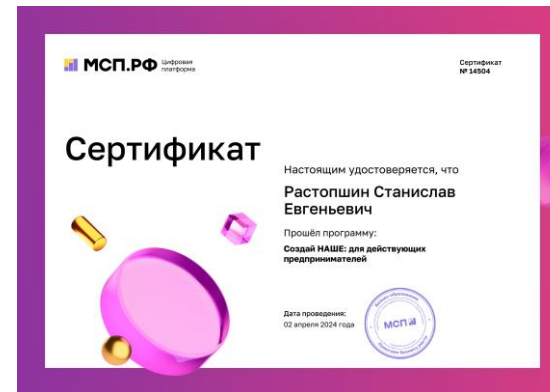 МСП.РФ
Цифровая
платформа
Сертификат
№ 14504
Сертификат
Настоящим удостоверяется, что
Растопшин Станислав
Евгеньевич
Прошёл программу:
Создай НАШЕ: для действующих
предпринимателей
Дата проведения:
02 апреля 2024 года
МСП